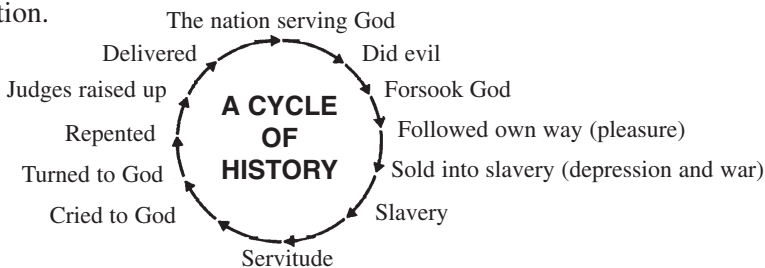 tion.
The nation serving God
Delivered
Did evil
Judges raised up
Forsook God
A CYCLE
OF
HISTORY
Repented
Followed own way (pleasure)
Turned to God
Sold into slavery (depression and war)
Cried to God
Slavery
Servitude